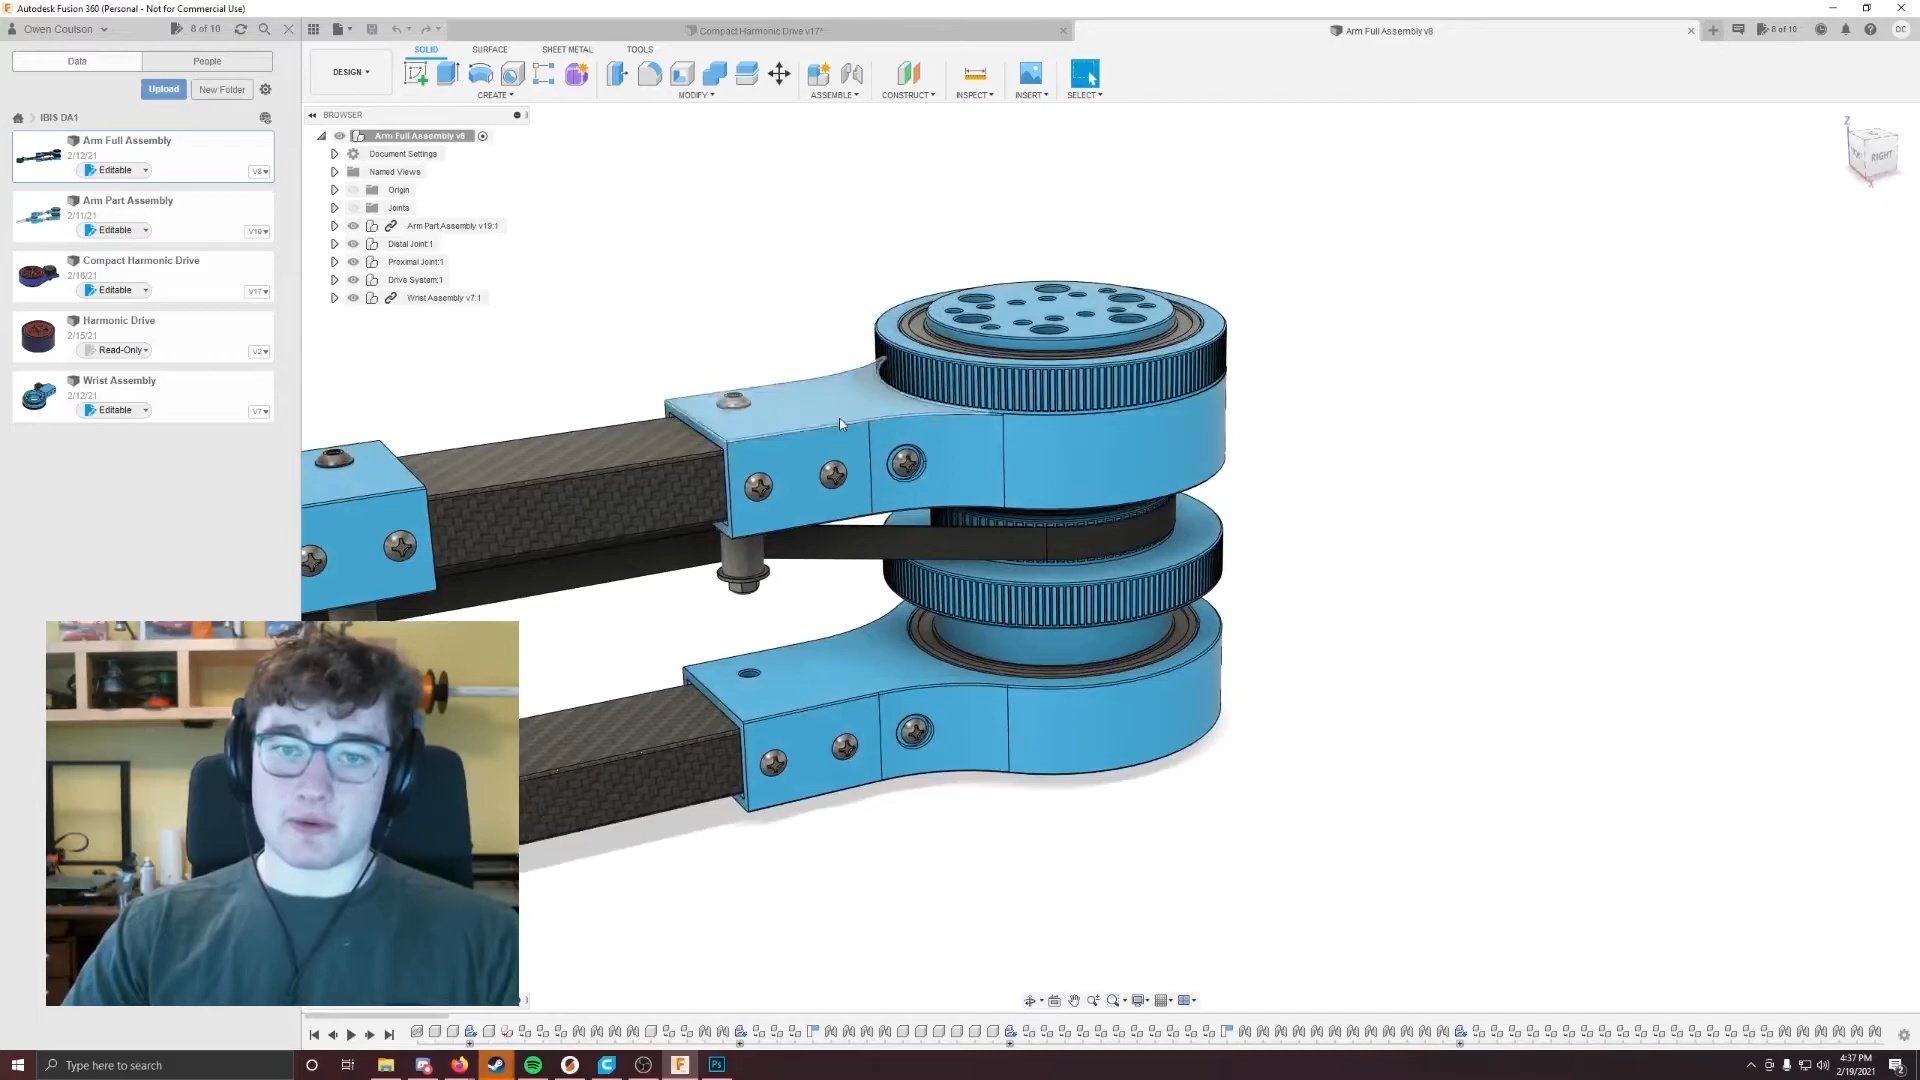 Autodesk Fusion 360 (Personal - Not for Commercial Use)
Owen Coulson
8 of 10
Compact Harmonic Drive v17*
Arm Full Assembly v8
8 of 10
DC
Data
People
Upload
New Folder
IBIS DA1
Arm Full Assembly
2/12/21
Editable
V8
Arm Part Assembly
2/11/21
Editable
V19
Compact Harmonic Drive
2/16/21
Editable
V17
Harmonic Drive
2/15/21
Read-Only
V2
Wrist Assembly
2/12/21
Editable
V7
DESIGN
SOLID
SURFACE
SHEET METAL
TOOLS
CREATE
MODIFY
ASSEMBLE
CONSTRUCT
INSPECT
INSERT
SELECT
BROWSER
Arm Full Assembly v8
Document Settings
Named Views
Origin
Joints
Arm Part Assembly v19:1
Distal Joint:1
Proximal Joint:1
Drive System:1
Wrist Assembly v7:1
Z
RIGHT
X
Type here to search
4:37 PM
2/19/2021